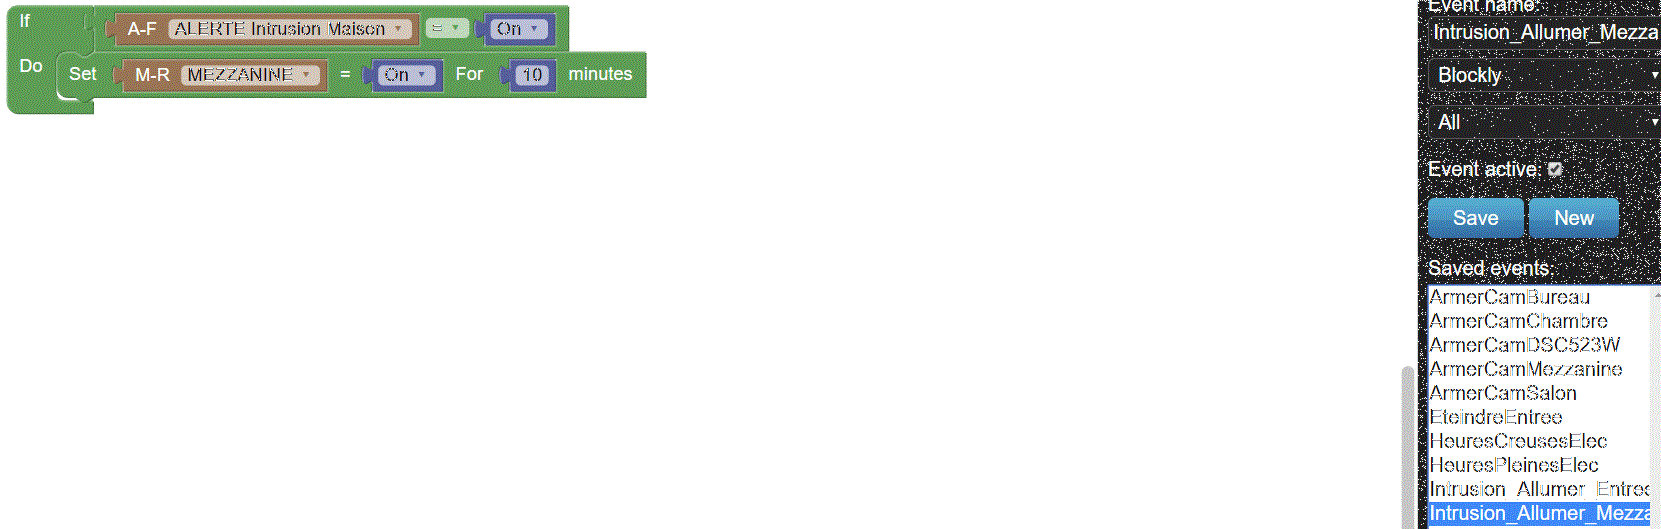 If A-F ALERTE Intrusion Maison = On
Do Set M-R MEZZANINE = On For 10 minutes
Event name:
Intrusion_Allumer_Mezza
Blockly
All
Event active:
Save New
Saved events:
ArmerCamBureau
ArmerCamChambre
ArmerCamDSC523W
ArmerCamMezzanine
ArmerCamSalon
EteindreEntree
HeuresCreusesElec
HeuresPleinesElec
Intrusion_Allumer_Entree
Intrusion_Allumer_Mezza